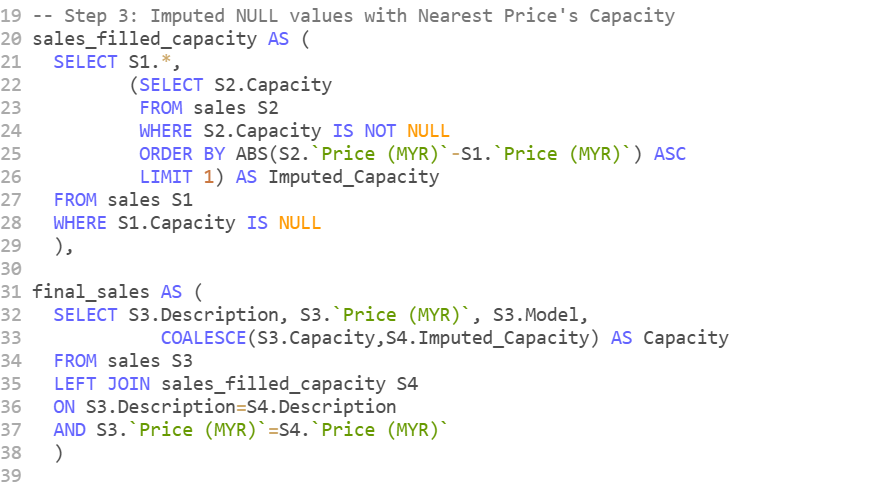 19 -- Step 3: Imputed NULL values with Nearest Price's Capacity
20 sales_filled_capacity AS (
21   SELECT S1.*,
22          (SELECT S2.Capacity
23           FROM sales S2
24           WHERE S2.Capacity IS NOT NULL
25           ORDER BY ABS(S2.`Price (MYR)`-S1.`Price (MYR)`) ASC
26           LIMIT 1) AS Imputed_Capacity
27   FROM sales S1
28   WHERE S1.Capacity IS NULL
29   ),
30
31 final_sales AS (
32   SELECT S3.Description, S3.`Price (MYR)`, S3.Model,
33             COALESCE(S3.Capacity,S4.Imputed_Capacity) AS Capacity
34   FROM sales S3
35   LEFT JOIN sales_filled_capacity S4
36   ON S3.Description=S4.Description
37   AND S3.`Price (MYR)`=S4.`Price (MYR)`
38   )
39